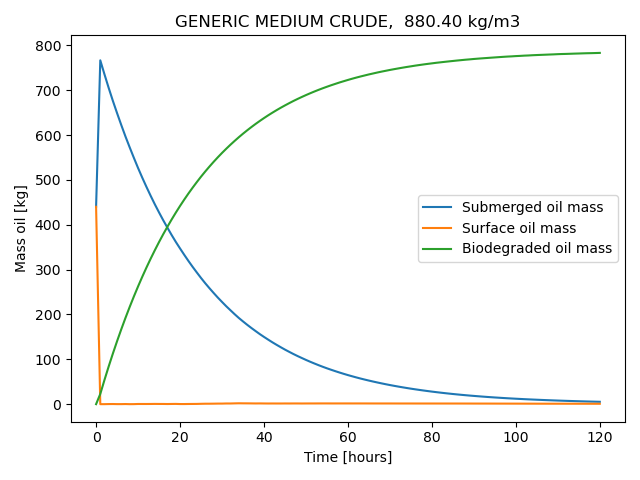 GENERIC MEDIUM CRUDE,  880.40 kg/m3
Mass oil [kg]
800
700
600
500
400
300
200
100
0
Submerged oil mass
Surface oil mass
Biodegraded oil mass
0 20 40 60 80 100 120
Time [hours]